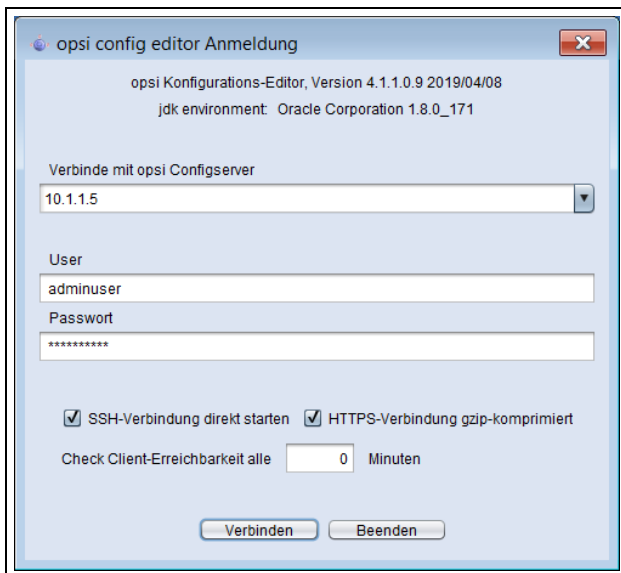 opsi config editor Anmeldung
opsi Konfigurations-Editor, Version 4.1.1.0.9 2019/04/08
jdk environment: Oracle Corporation 1.8.0_171
Verbinde mit opsi Configserver
10.1.1.5
User
adminuser
Passwort
**********
SSH-Verbindung direkt starten HTTPS-Verbindung gzip-komprimiert
Check Client-Erreichbarkeit alle 0 Minuten
Verbinden Beenden